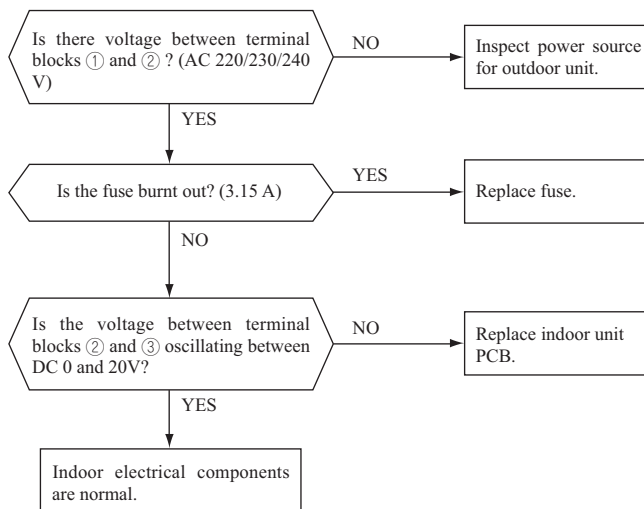 Is there voltage between terminal
blocks ① and ② ? (AC 220/230/240
V)
NO
Inspect power source
for outdoor unit.
YES
Is the fuse burnt out? (3.15 A)
YES
Replace fuse.
NO
Is the voltage between terminal
blocks ② and ③ oscillating between
DC 0 and 20V?
NO
Replace indoor unit
PCB.
YES
Indoor electrical components
are normal.